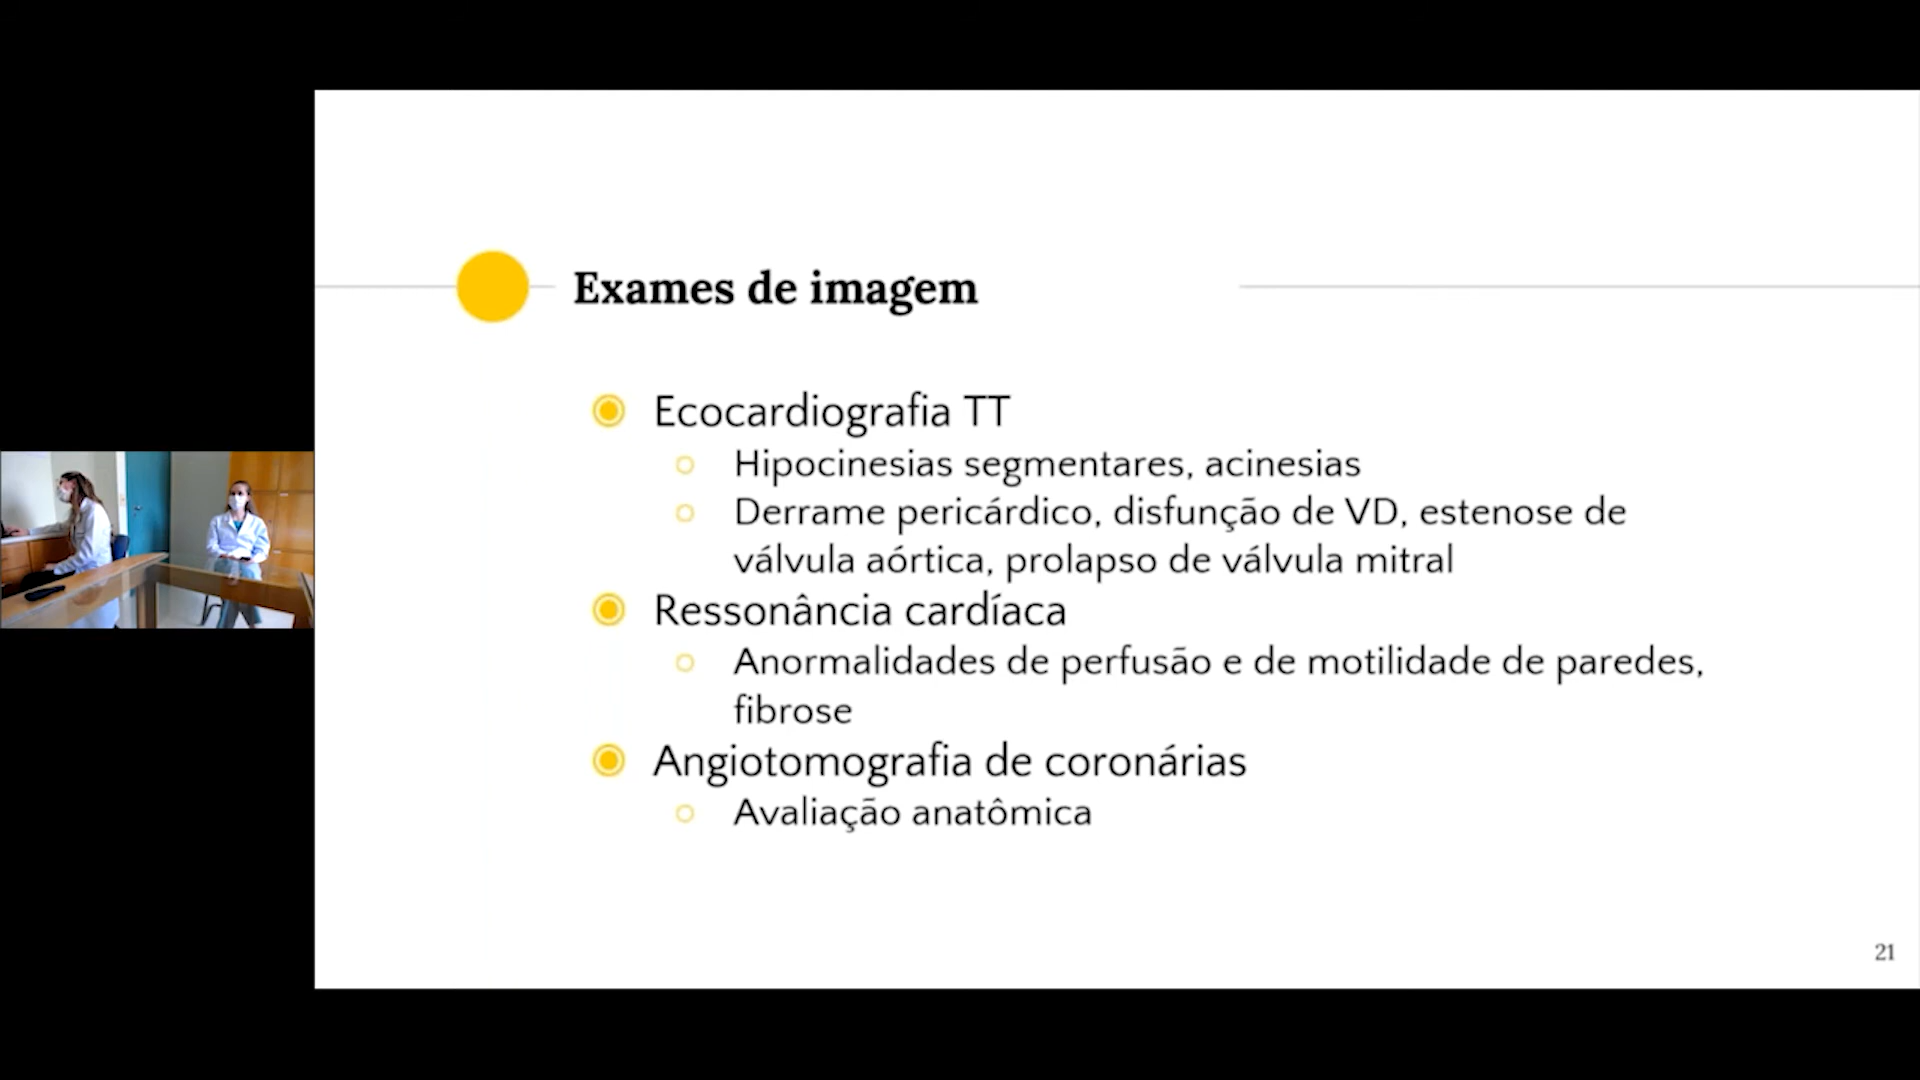 Exames de imagem
Ecocardiografia TT
Hipocinesias segmentares, acinesias
Derrame pericárdico, disfunção de VD, estenose de
válvula aórtica, prolapso de válvula mitral
Ressonância cardíaca
Anormalidades de perfusão e de motilidade de paredes,
fibrose
Angiotomografia de coronárias
Avaliação anatômica
21